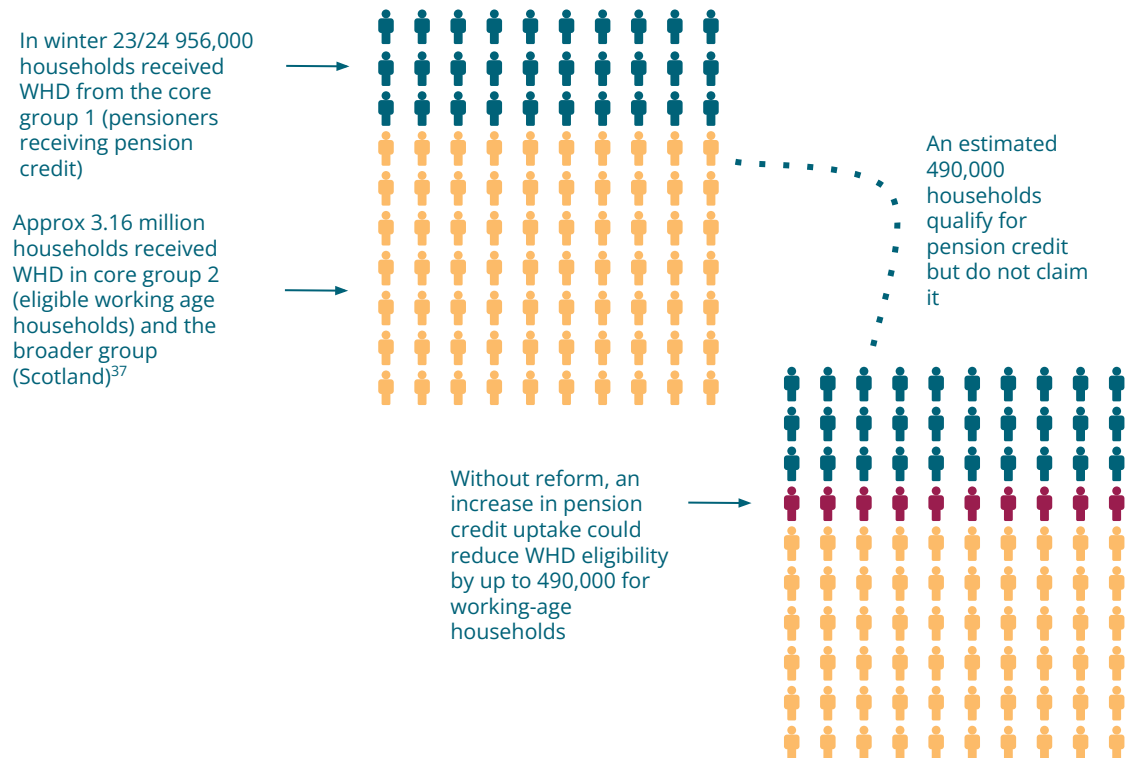 In winter 23/24 956,000
households received
WHD from the core
group 1 (pensioners
receiving pension
credit)
Approx 3.16 million
households received
WHD in core group 2
(eligible working age
households) and the
broader group
(Scotland)37
An estimated
490,000
households
qualify for
pension credit
but do not claim
it
Without reform, an
increase in pension
credit uptake could
reduce WHD eligibility
by up to 490,000 for
working-age
households